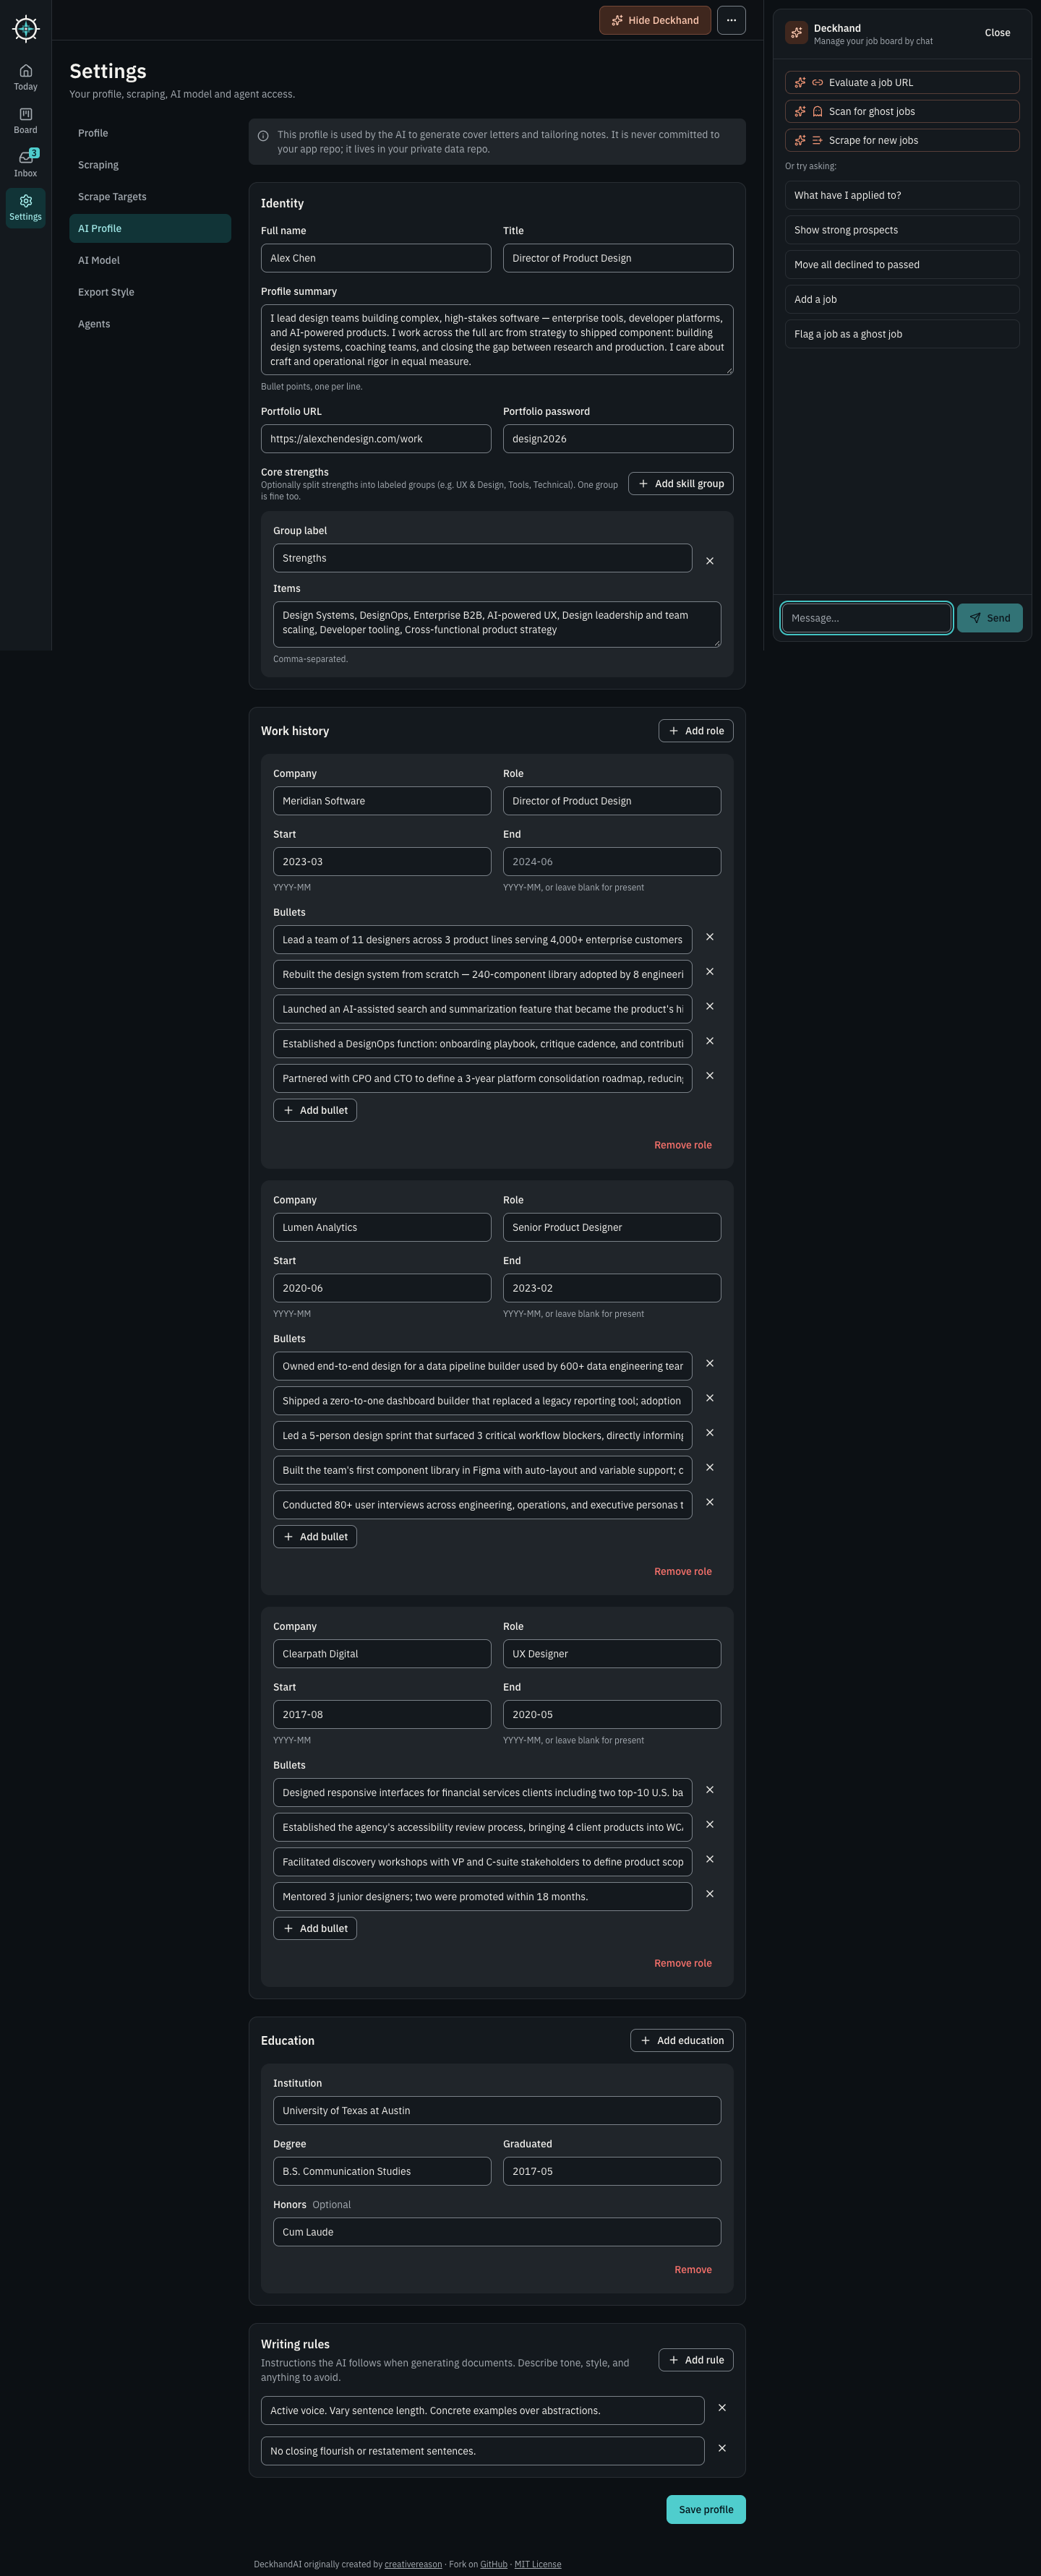 Today
Board
3
Inbox
Settings
Hide Deckhand
Settings
Your profile, scraping, AI model and agent access.
Profile
Scraping
Scrape Targets
AI Profile
AI Model
Export Style
Agents
This profile is used by the AI to generate cover letters and tailoring notes. It is never committed to
your app repo; it lives in your private data repo.
Identity
Full name
Title
Alex Chen
Director of Product Design
Profile summary
I lead design teams building complex, high-stakes software — enterprise tools, developer platforms,
and AI-powered products. I work across the full arc from strategy to shipped component: building
design systems, coaching teams, and closing the gap between research and production. I care about
craft and operational rigor in equal measure.
Bullet points, one per line.
Portfolio URL
Portfolio password
https://alexchendesign.com/work
design2026
Core strengths
Optionally split strengths into labeled groups (e.g. UX & Design, Tools, Technical). One group
is fine too.
Add skill group
Group label
Strengths
Items
Design Systems, DesignOps, Enterprise B2B, AI-powered UX, Design leadership and team
scaling, Developer tooling, Cross-functional product strategy
Comma-separated.
Work history
Add role
Company
Role
Meridian Software
Director of Product Design
Start
End
2023-03
2024-06
YYYY-MM
YYYY-MM, or leave blank for present
Bullets
Lead a team of 11 designers across 3 product lines serving 4,000+ enterprise customers
Rebuilt the design system from scratch — 240-component library adopted by 8 engineeri
Launched an AI-assisted search and summarization feature that became the product's hi
Established a DesignOps function: onboarding playbook, critique cadence, and contributi
Partnered with CPO and CTO to define a 3-year platform consolidation roadmap, reducing
Add bullet
Remove role
Company
Role
Lumen Analytics
Senior Product Designer
Start
End
2020-06
2023-02
YYYY-MM
YYYY-MM, or leave blank for present
Bullets
Owned end-to-end design for a data pipeline builder used by 600+ data engineering tear
Shipped a zero-to-one dashboard builder that replaced a legacy reporting tool; adoption
Led a 5-person design sprint that surfaced 3 critical workflow blockers, directly informing
Built the team's first component library in Figma with auto-layout and variable support; c
Conducted 80+ user interviews across engineering, operations, and executive personas t
Add bullet
Remove role
Company
Role
Clearpath Digital
UX Designer
Start
End
2017-08
2020-05
YYYY-MM
YYYY-MM, or leave blank for present
Bullets
Designed responsive interfaces for financial services clients including two top-10 U.S. ba
Established the agency's accessibility review process, bringing 4 client products into WCA
Facilitated discovery workshops with VP and C-suite stakeholders to define product scop
Mentored 3 junior designers; two were promoted within 18 months.
Add bullet
Remove role
Education
Add education
Institution
University of Texas at Austin
Degree
Graduated
B.S. Communication Studies
2017-05
Honors Optional
Cum Laude
Remove
Writing rules
Instructions the AI follows when generating documents. Describe tone, style, and
anything to avoid.
Add rule
Active voice. Vary sentence length. Concrete examples over abstractions.
No closing flourish or restatement sentences.
Save profile
DeckhandAI originally created by creativereason · Fork on GitHub · MIT License
Deckhand
Manage your job board by chat
Close
Evaluate a job URL
Scan for ghost jobs
Scrape for new jobs
Or try asking:
What have I applied to?
Show strong prospects
Move all declined to passed
Add a job
Flag a job as a ghost job
Message...
Send